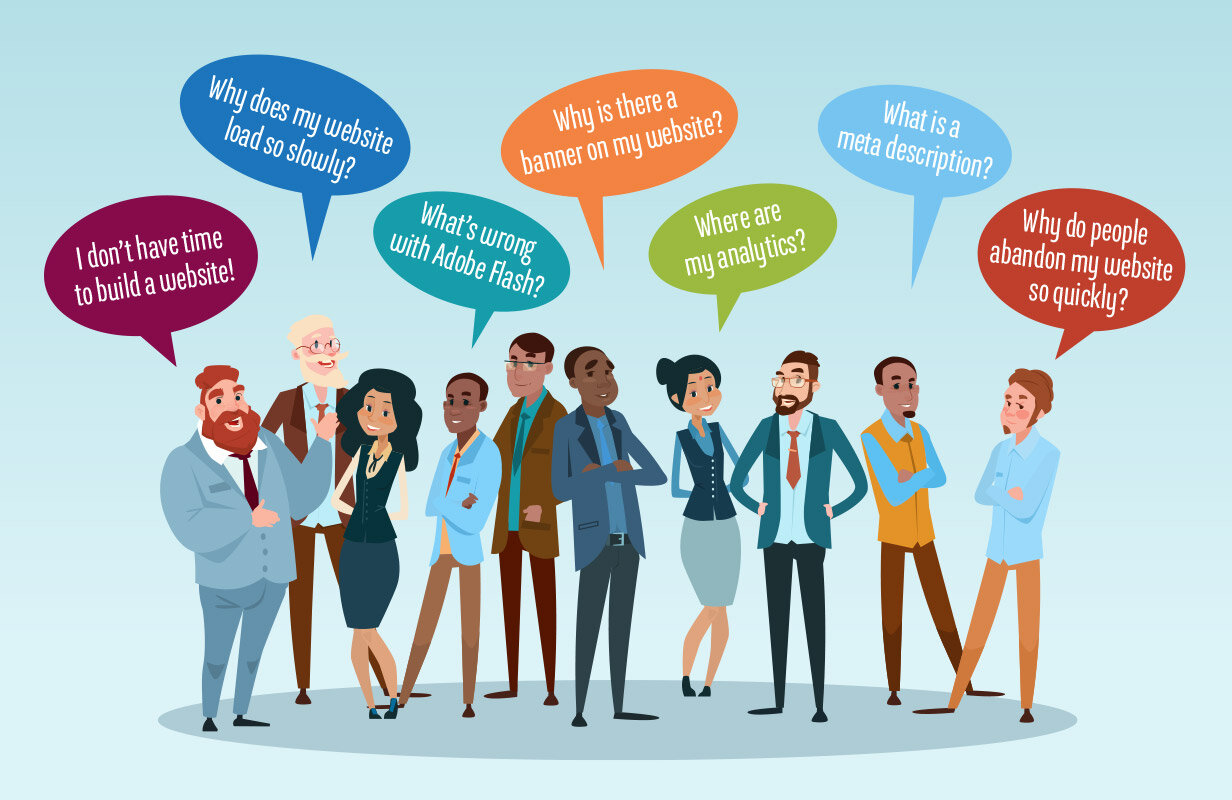 I don't have time
to build a website!
Why does my website
load so slowly?
What's wrong
with Adobe Flash?
Why is there a
banner on my website?
Where are
my analytics?
What is a
meta description?
Why do people
abandon my website
so quickly?